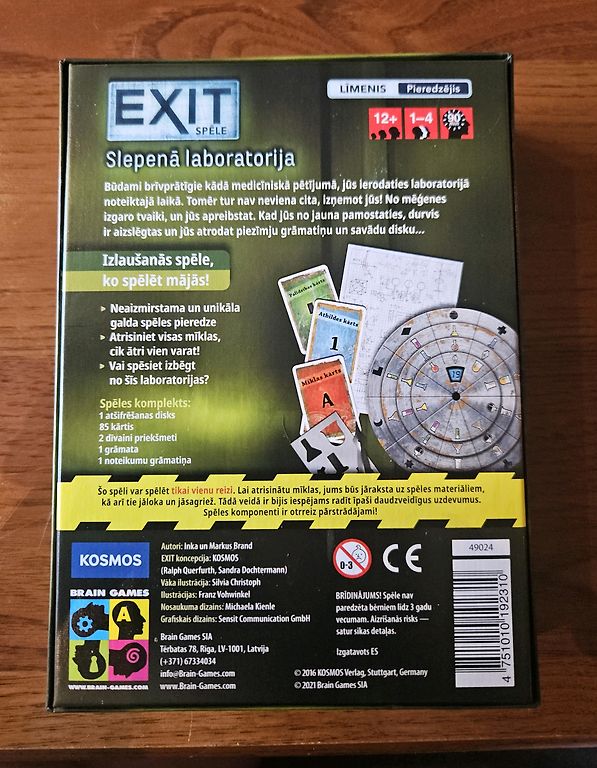 EXIT
SPĒLE
LĪMENIS Pieredzējis
12+ 1–4 90
Slepenā laboratorija
Būdami brīvprātīgie kādā medicīniskā pētījumā, jūs ierodaties laboratorijā
noteiktajā laikā. Tomēr tur nav neviena cita, izņemot jūs! No mēģenes
izgaro tvaiki, un jūs apreibstat. Kad jūs no jauna pamostaties, durvis
ir aizslēgtas un jūs atrodat piezīmju grāmatiņu un savādu disku...
Izlaušanās spēle,
ko spēlēt mājās!
Neaizmirstama un unikāla
galda spēles pieredze
Atrisiniet visas mīklas,
cik ātri vien varat!
Vai spēsiet izbēgt
no šīs laboratorijas?
Palīdzības kārts
Atbildes kārts
1
Mīklas kārts
A
Spēles komplekts:
1 atšifrēšanas disks
85 kārtis
2 dīvaini priekšmeti
1 grāmata
1 noteikumu grāmatiņa
Šo spēli var spēlēt tikai vienu reizi. Lai atrisinātu mīklas, jums būs jāraksta uz spēles materiāliem,
kā arī tie jāloka un jāsagriež. Tādā veidā ir bijis iespējams radīt īpaši daudzveidīgus uzdevumus.
Spēles komponenti ir otrreiz pārstrādājami!
KOSMOS
BRAIN GAMES
A
WWW.BRAIN-GAMES.COM
Autori: Inka un Markus Brand
EXIT koncepcija: KOSMOS
(Ralph Querfurth, Sandra Dochtermann)
Vāka ilustrācija: Silvia Christoph
Ilustrācijas: Franz Vohwinkel
Nosaukuma dizains: Michaela Kienle
Grafiskais dizains: Sensit Communication GmbH
Brain Games SIA
Tērbatas 78, Rīga, LV-1001, Latvija
(+371) 67334034
info@Brain-Games.com
www.Brain-Games.com
0-3
CE
BRĪDINĀJUMS! Spēle nav
paredzēta bērniem līdz 3 gadu
vecumam. Aizrīšanās risks —
satur sīkas detaļas.
Izgatavots ES
© 2016 KOSMOS Verlag, Stuttgart, Germany
© 2021 Brain Games SIA
49024
4 751010 192310